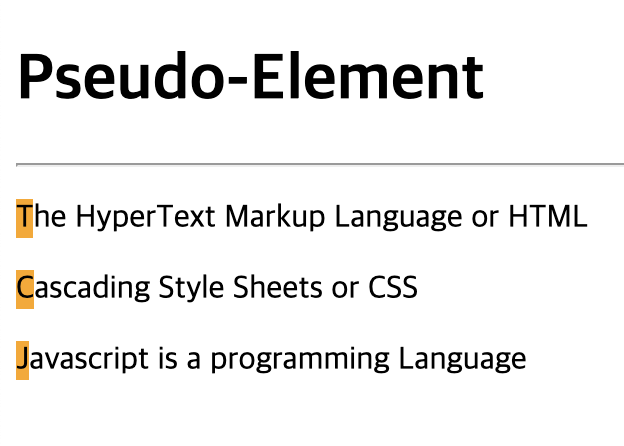 Pseudo-Element
The HyperText Markup Language or HTML
Cascading Style Sheets or CSS
Javascript is a programming Language